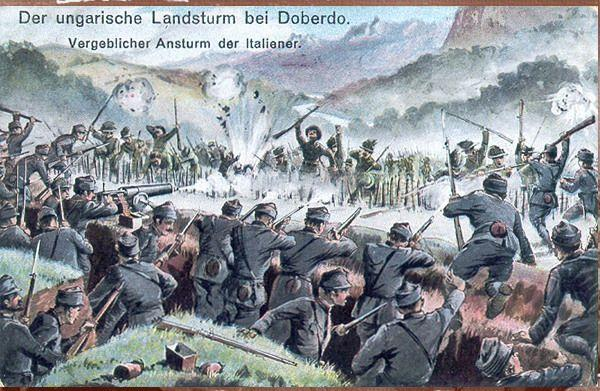 Der ungarische Landsturm bei Doberdo.
Vergeblicher Ansturm der Italiener.